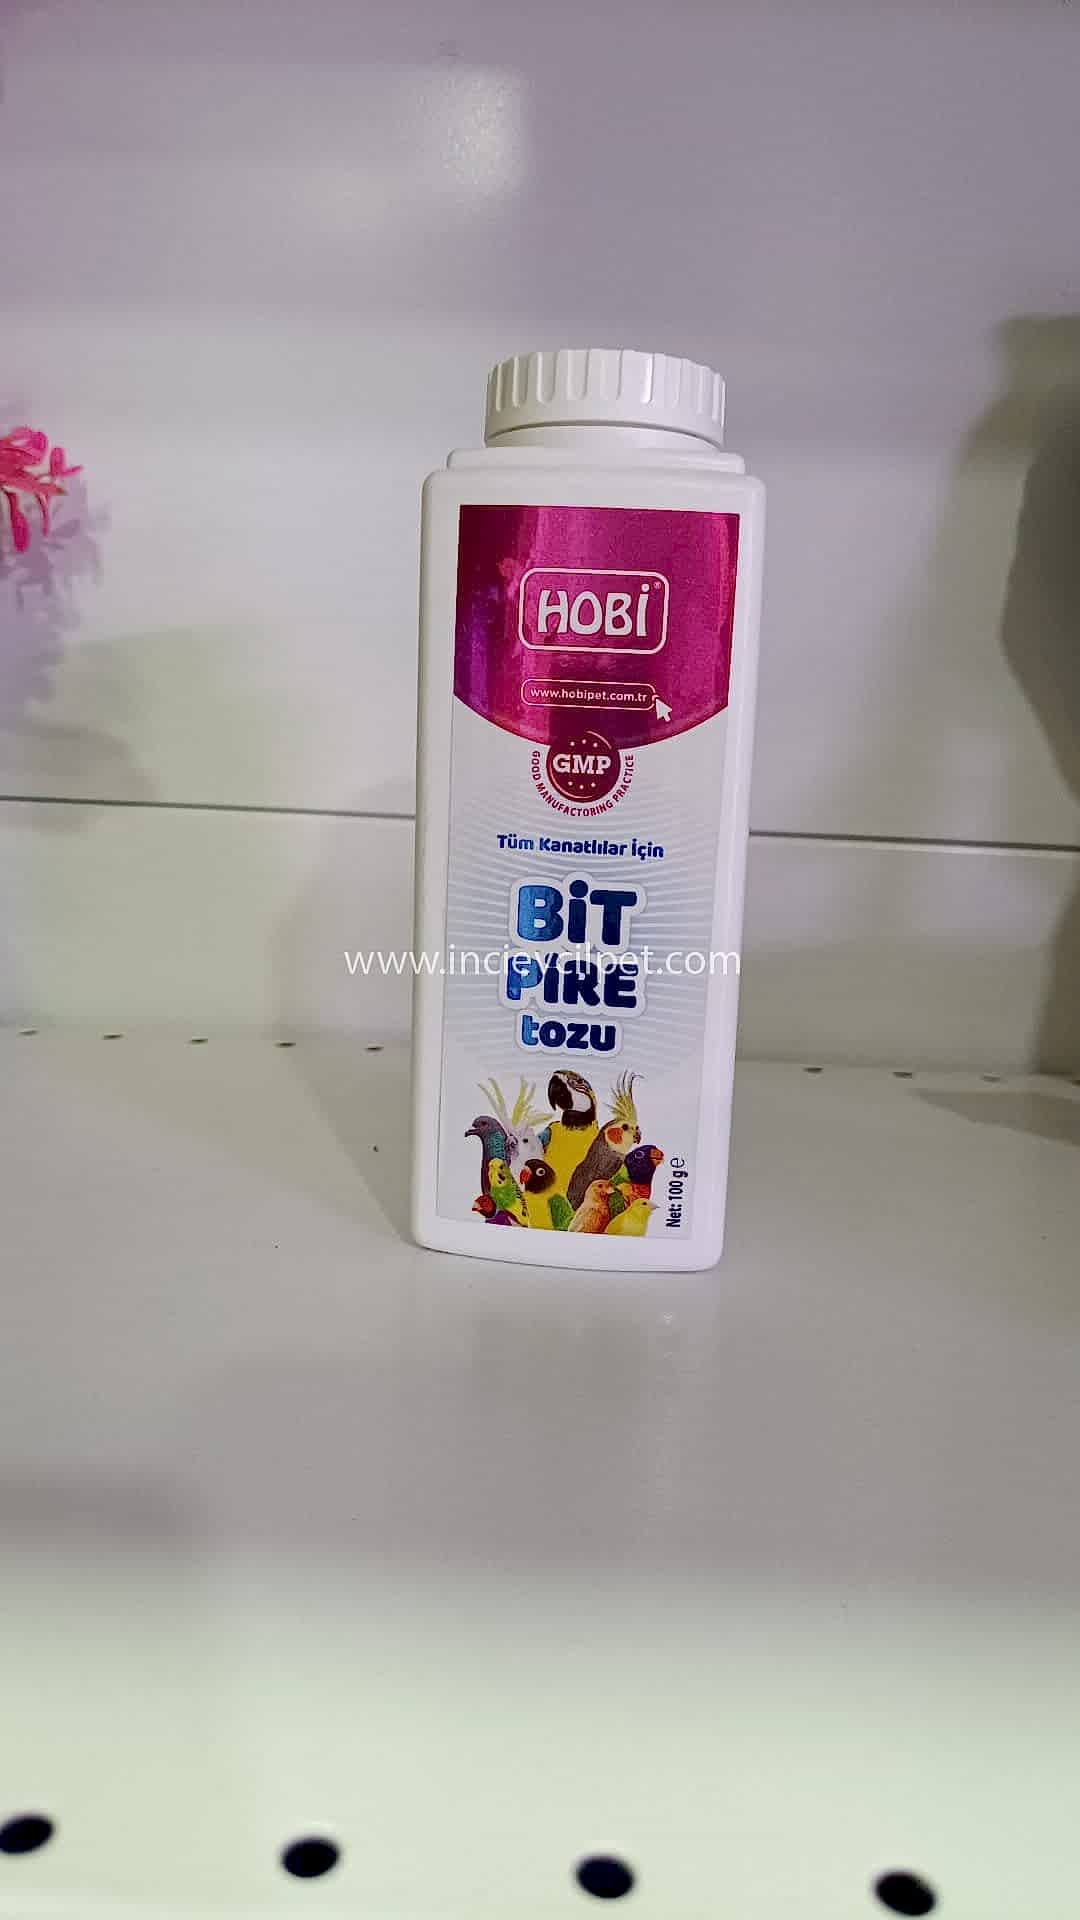 HOBİ®
www.hobipet.com.tr
GMP
GOOD MANUFACTORING PRACTICE
Tüm Kanatlılar İçin
BİT
PİRE
tozu
www.incievcilpet.com
Net: 100 g ℮